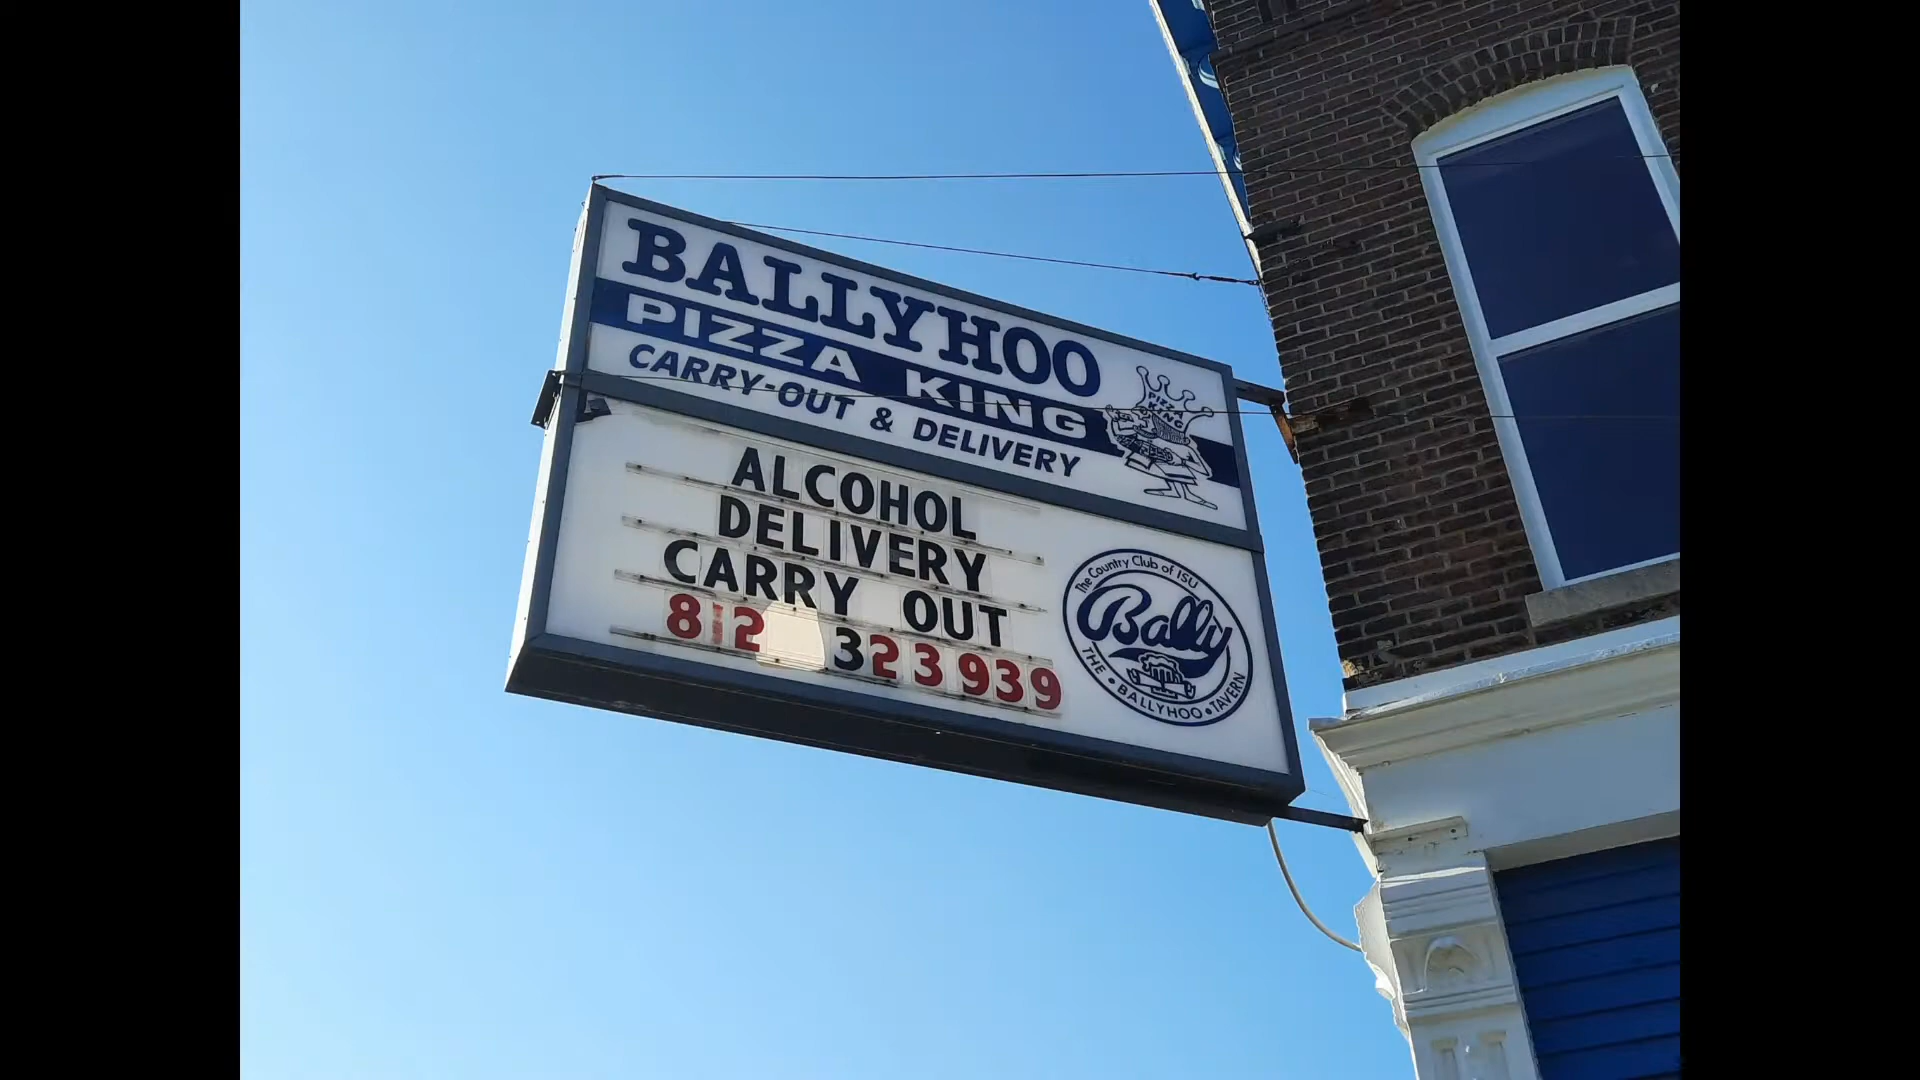 BALLYHOO
PIZZA KING
CARRY-OUT & DELIVERY
PIZZA
KING
ALCOHOL
DELIVERY
CARRY OUT
812 323939
The Country Club of ISU
Bally
THE • BALLYHOO • TAVERN